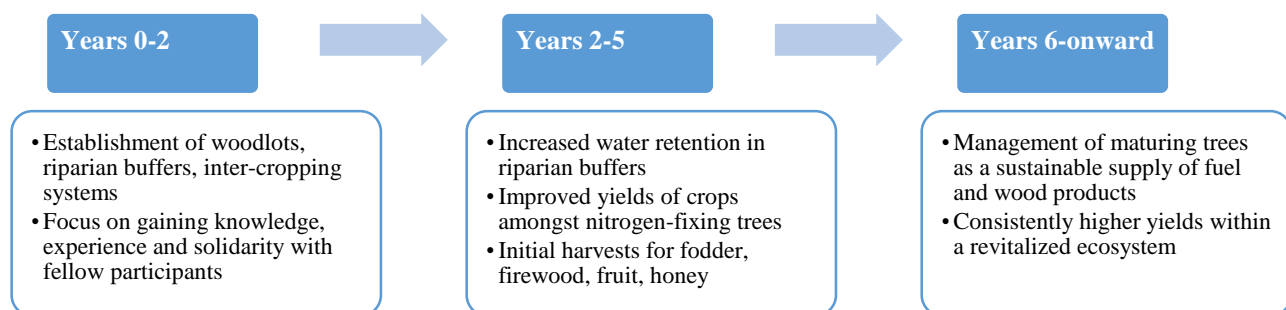 Years 0-2
• Establishment of woodlots,
riparian buffers, inter-cropping
systems
• Focus on gaining knowledge,
experience and solidarity with
fellow participants
Years 2-5
• Increased water retention in
riparian buffers
• Improved yields of crops
amongst nitrogen-fixing trees
• Initial harvests for fodder,
firewood, fruit, honey
Years 6-onward
• Management of maturing trees
as a sustainable supply of fuel
and wood products
• Consistently higher yields within
a revitalized ecosystem